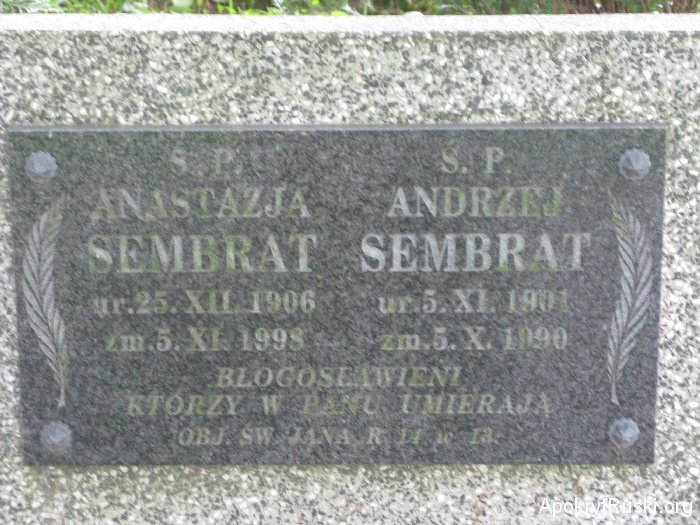 Ś. P.
ANASTAZJA
SEMBRAT
ur.25. XII. 1906
zm.5. XI. 1998
Ś. P.
ANDRZEJ
SEMBRAT
ur.5. XI. 1901
zm.5. X. 1990
BŁOGOSŁAWIENI
KTÓRZY W PANU UMIERAJĄ
OBJ. ŚW. JANA R. 14. w 13.
ApokryfRuski.org